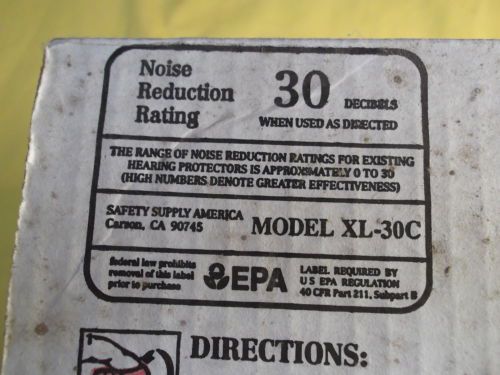 Noise
Reduction
Rating
30 DECIBELS
WHEN USED AS DIRECTED
THE RANGE OF NOISE REDUCTION RATINGS FOR EXISTING
HEARING PROTECTORS IS APPROXIMATELY 0 TO 30
(HIGH NUMBERS DENOTE GREATER EFFECTIVENESS)
SAFETY SUPPLY AMERICA
Carson, CA 90745
MODEL XL-30C
federal law prohibits
removal of this label
prior to purchase
EPA
LABEL REQUIRED BY
U S EPA REGULATION
40 CFR Part 211, Subpart B
1
DIRECTIONS: